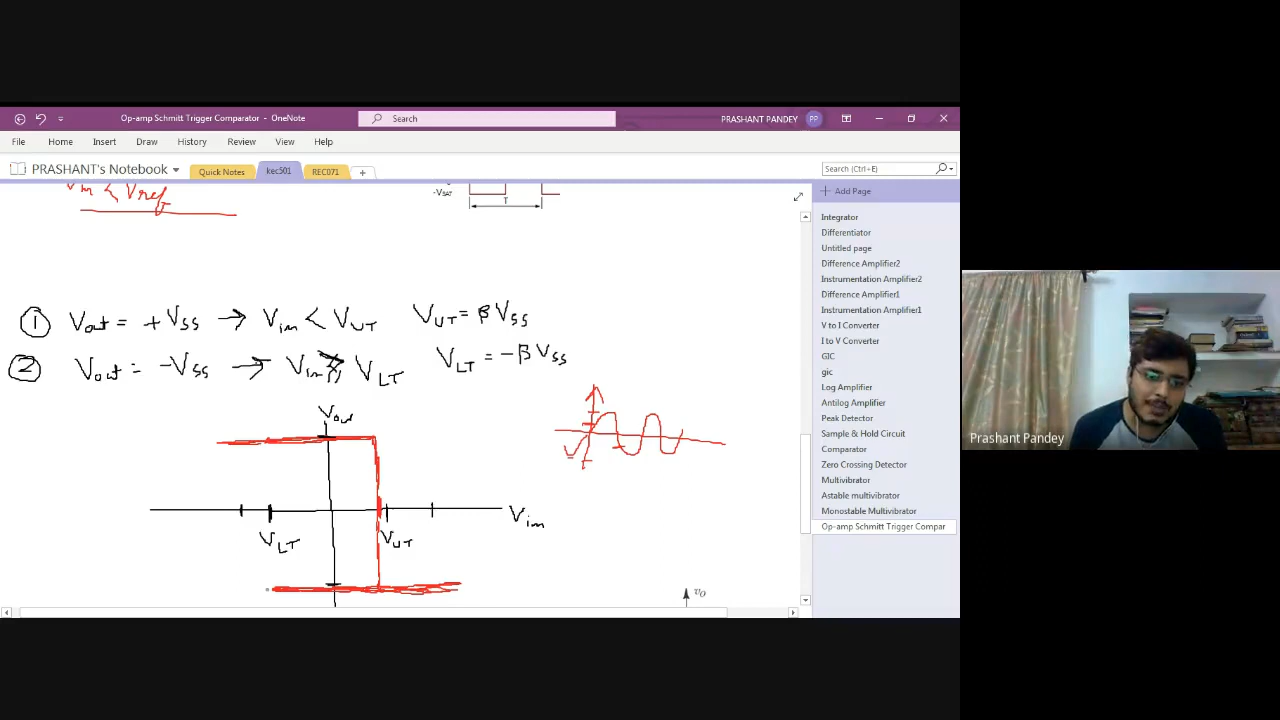 Op-amp Schmitt Trigger Comparator - OneNote
Search
PRASHANT PANDEY
PP
File Home Insert Draw History Review View Help
PRASHANT's Notebook
Quick Notes
kec501
REC071
Search (Ctrl+E)
Add Page
Integrator
Differentiator
Untitled page
Difference Amplifier2
Instrumentation Amplifier2
Difference Amplifier1
Instrumentation Amplifier1
V to I Converter
I to V Converter
GIC
gic
Log Amplifier
Antilog Amplifier
Peak Detector
Sample & Hold Circuit
Comparator
Zero Crossing Detector
Multivibrator
Astable multivibrator
Monostable Multivibrator
Op-amp Schmitt Trigger Compar
Vin < Vref
-VSAT
T
① Vout = +Vss → Vin < VUT VUT = βVss
② Vout = -Vss → Vin VLT VLT = -βVss
Vout
Vin
VLT
VUT
vO
Prashant Pandey